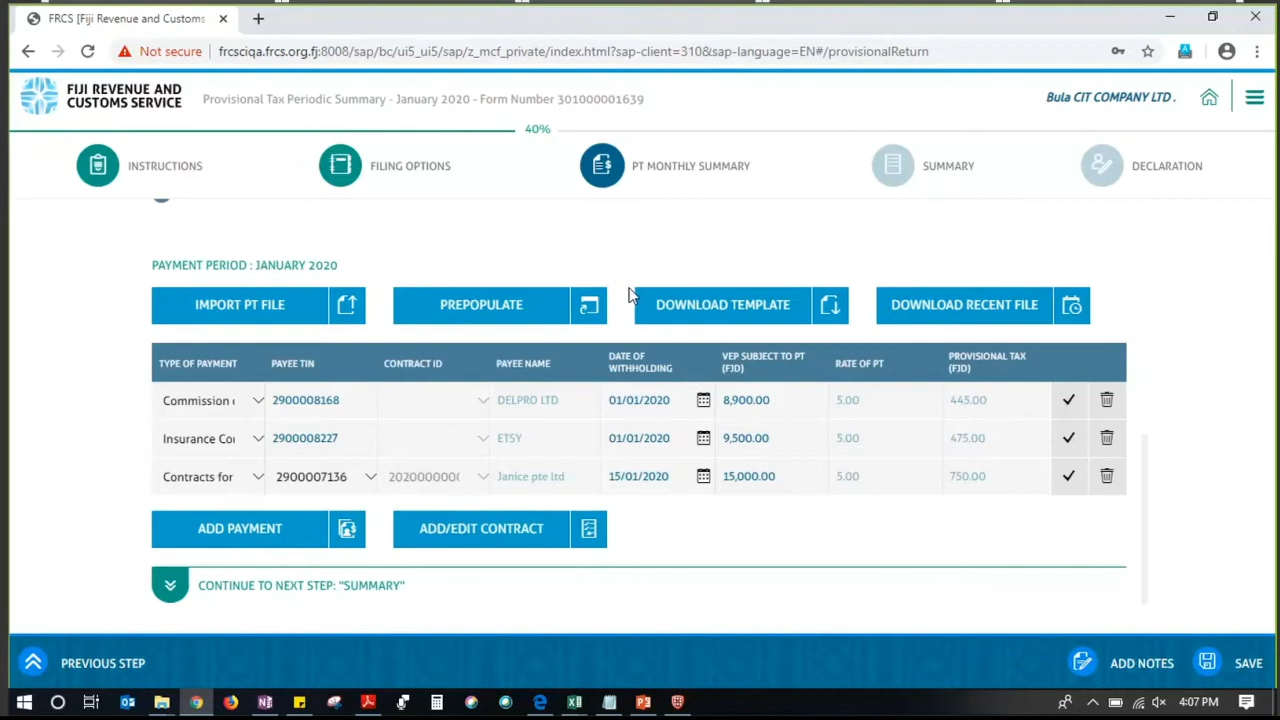 FRCS [Fiji Revenue and Customs
Not secure
frcsciqa.frcs.org.fj:8008/sap/bc/ui5_ui5/sap/z_mcf_private/index.html?sap-client=310&sap-language=EN#/provisionalReturn
FIJI REVENUE AND
CUSTOMS SERVICE
Provisional Tax Periodic Summary - January 2020 - Form Number 301000001639
Bula CIT COMPANY LTD .
40%
INSTRUCTIONS
FILING OPTIONS
PT MONTHLY SUMMARY
SUMMARY
DECLARATION
PAYMENT PERIOD : JANUARY 2020
IMPORT PT FILE
PREPOPULATE
DOWNLOAD TEMPLATE
DOWNLOAD RECENT FILE
TYPE OF PAYMENT PAYEE TIN CONTRACT ID PAYEE NAME DATE OF WITHHOLDING VEP SUBJECT TO PT (FJD) RATE OF PT PROVISIONAL TAX (FJD)
Commission 2900008168 DELPRO LTD 01/01/2020 8,900.00 5.00 445.00
Insurance Cor 2900008227 ETSY 01/01/2020 9,500.00 5.00 475.00
Contracts for 2900007136 2020000000 Janice pte ltd 15/01/2020 15,000.00 5.00 750.00
ADD PAYMENT
ADD/EDIT CONTRACT
CONTINUE TO NEXT STEP: "SUMMARY"
PREVIOUS STEP
ADD NOTES
SAVE
4:07 PM